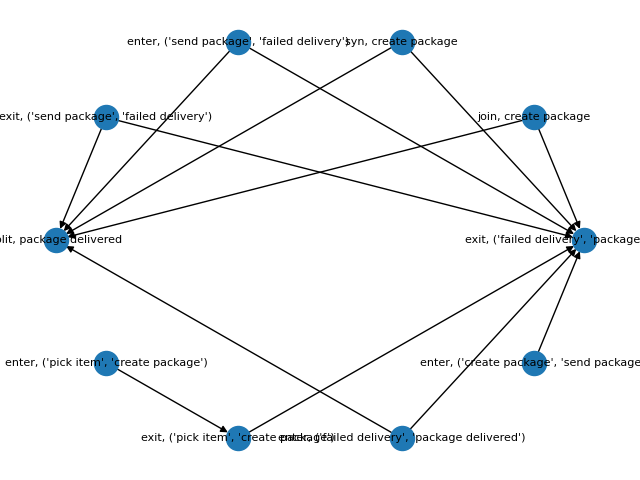 enter, ('send package', 'failed delivery')
syn, create package
exit, ('send package', 'failed delivery')
join, create package
lit, package delivered
exit, ('failed delivery', 'package
enter, ('pick item', 'create package')
enter, ('create package', 'send package
exit, ('pick item', 'create package')
enter, ('failed delivery', 'package delivered')